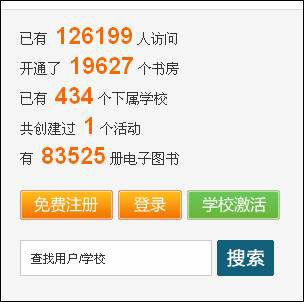 已有 126199 人访问
开通了 19627 个书房
已有 434 个下属学校
共创建过 1 个活动
有 83525 册电子图书
免费注册 登录 学校激活
查找用户/学校 搜索